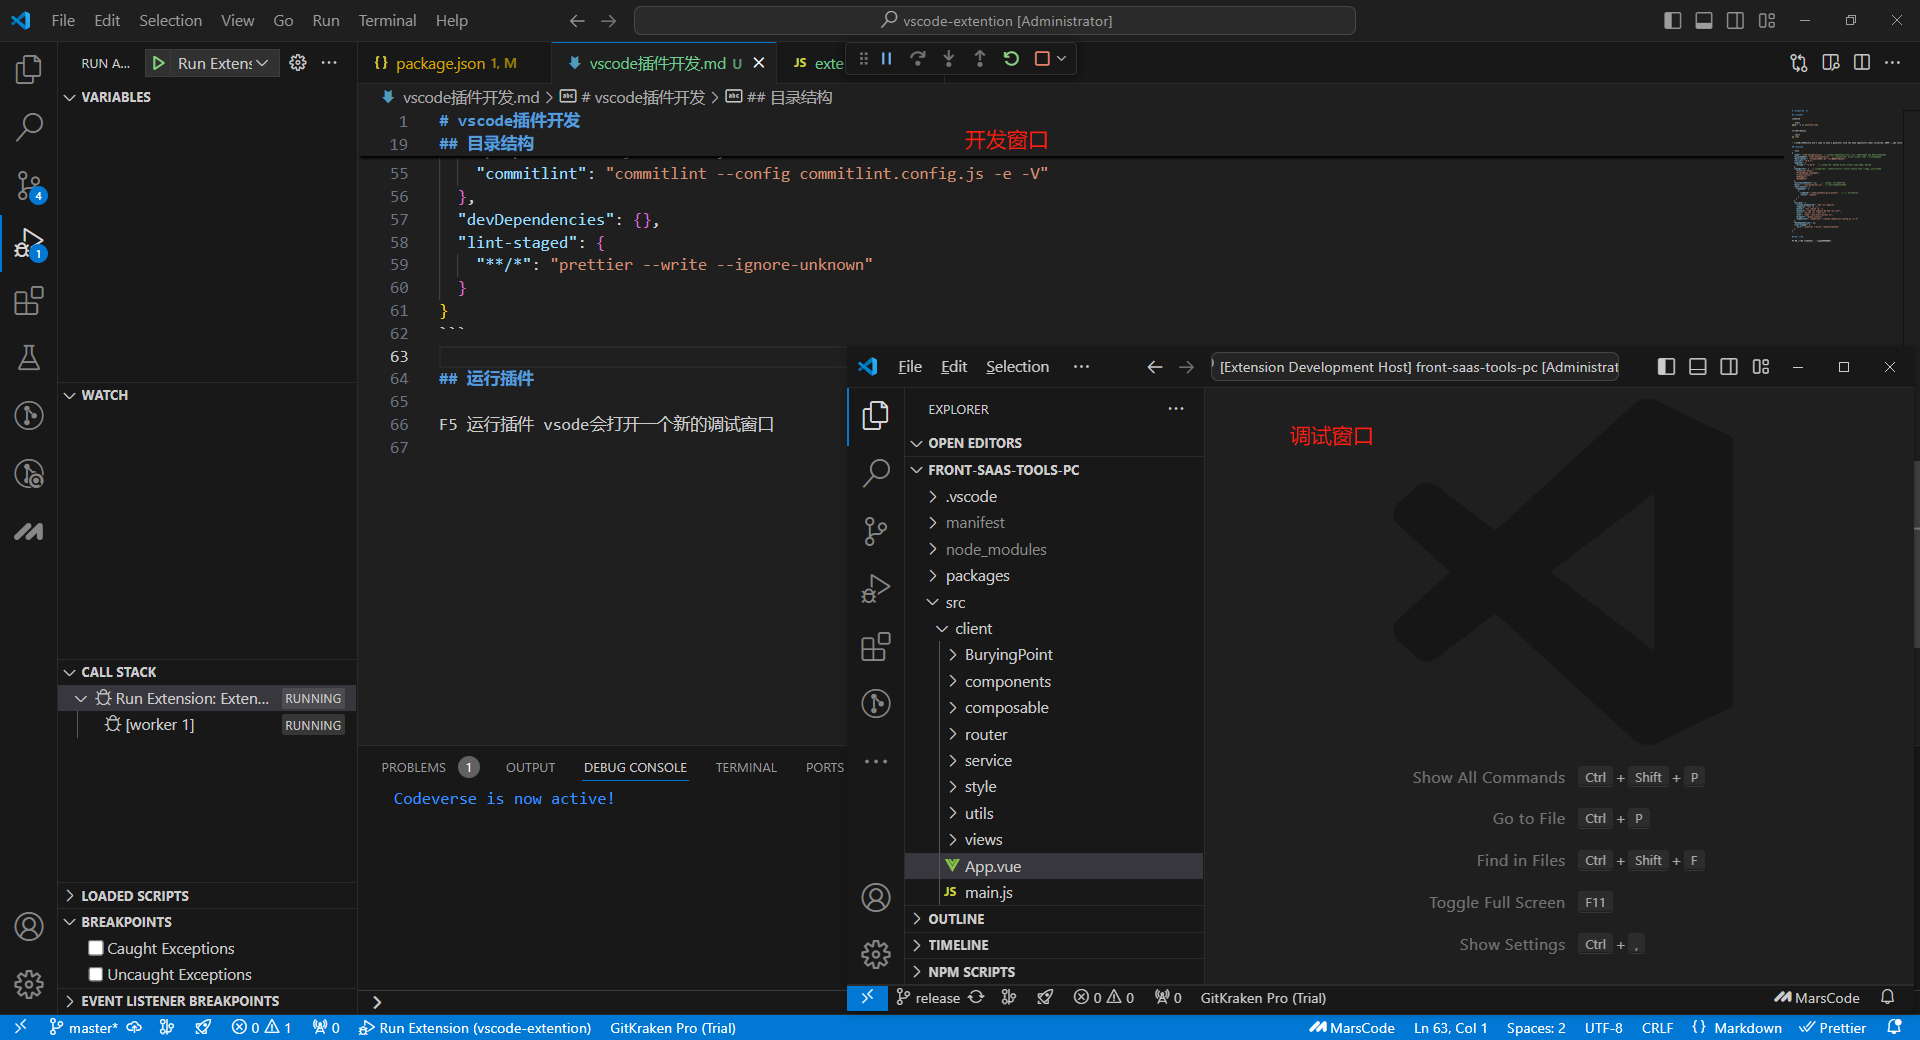 File Edit Selection View Go Run Terminal Help
vscode-extention [Administrator]
RUN A... Run Extens
package.json 1, M
vscode插件开发.md U
JS exte
VARIABLES
vscode插件开发.md > # vscode插件开发 > ## 目录结构
1 # vscode插件开发
19 ## 目录结构
开发窗口
55 "commitlint": "commitlint --config commitlint.config.js -e -V"
56 },
57 "devDependencies": {},
58 "lint-staged": {
59 "**/*": "prettier --write --ignore-unknown"
60 }
61 }
62 ```
63
64 ## 运行插件
65
66 F5 运行插件 vsode会打开一个新的调试窗口
67
4
1
WATCH
CALL STACK
Run Extension: Exten... RUNNING
[worker 1] RUNNING
LOADED SCRIPTS
BREAKPOINTS
Caught Exceptions
Uncaught Exceptions
EVENT LISTENER BREAKPOINTS
PROBLEMS 1 OUTPUT DEBUG CONSOLE TERMINAL PORTS
Codeverse is now active!
File Edit Selection ...
[Extension Development Host] front-saas-tools-pc [Administrat
EXPLORER
调试窗口
OPEN EDITORS
FRONT-SAAS-TOOLS-PC
.vscode
manifest
node_modules
packages
src
client
BuryingPoint
components
composable
router
service
style
utils
views
App.vue
JS main.js
OUTLINE
TIMELINE
NPM SCRIPTS
Show All Commands Ctrl + Shift + P
Go to File Ctrl + P
Find in Files Ctrl + Shift + F
Toggle Full Screen F11
Show Settings Ctrl + ,
release 0 0 0 GitKraken Pro (Trial) MarsCode
master* 0 1 0 Run Extension (vscode-extention) GitKraken Pro (Trial) MarsCode Ln 63, Col 1 Spaces: 2 UTF-8 CRLF {} Markdown Prettier